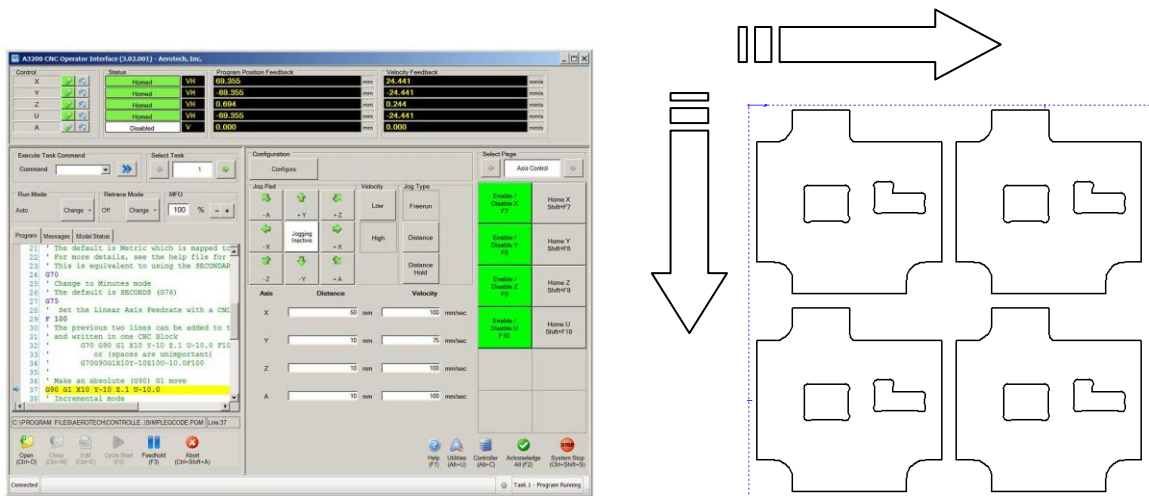 A3200 CNC Operator Interface (3.02.001) - Aerotech, Inc.
Control Status Program Position Feedback Velocity Feedback
X Homed VH 69.355 mm 24.441 mm/s
Y Homed VH -69.355 mm -24.441 mm/s
Z Homed VH 0.694 mm 0.244 mm/s
U Homed VH -69.355 mm -24.441 mm/s
A Disabled V 0.000 mm 0.000 mm/s
Execute Task Command Select Task
Command 1
Run Mode Retrace Mode MFO
Auto Change Off Change 100 % - +
Program Messages Modal Status
21 ' The default is Metric which is mapped to
22 ' For more details, see the help file for
23 ' This is equivalent to using the SECONDAR
24 G70
25 ' Change to Minutes mode
26 ' The default is SECONDS (G76)
27 G75
28 ' Set the Linear Axis Feedrate with a CNC
29 F 100
30 ' The previous two lines can be added to t
31 ' and written in one CNC Block
32 ' G70 G90 G1 X10 Y-10 Z.1 U-10.0 F10
33 ' or (spaces are unimportant)
34 ' G70G90G1X10Y-10Z10U-10.0F100
35 '
36 ' Make an absolute (G90) G1 move
37 G90 G1 X10 Y-10 Z.1 U-10.0
38 ' Incremental mode
C:\PROGRAM FILES\AEROTECH\CONTROLLE...\SIMPLEGCODE.PGM Line 37
Open (Ctrl+O)
Close (Ctrl+W)
Edit (Ctrl+E)
Cycle Start (F5)
Feedhold (F3)
Abort (Ctrl+Shift+A)
Configuration
Configure
Jog Pad Velocity Jog Type
-A +Y +Z Low Freerun
-X Jogging Inactive +X High Distance
-Z -Y +A Distance Hold
Axis Distance Velocity
X 50 mm 100 mm/sec
Y 10 mm 75 mm/sec
Z 10 mm 100 mm/sec
A 10 mm 100 mm/sec
Select Page
Axis Control
Enable / Disable X F7
Home X Shift+F7
Enable / Disable Y F8
Home Y Shift+F8
Enable / Disable Z F9
Home Z Shift+F9
Enable / Disable U F10
Home U Shift+F10
Help (F1)
Utilities (Alt+U)
Controller (Alt+C)
Acknowledge All (F2)
STOP
System Stop (Ctrl+Shift+S)
Connected Task 1 - Program Running